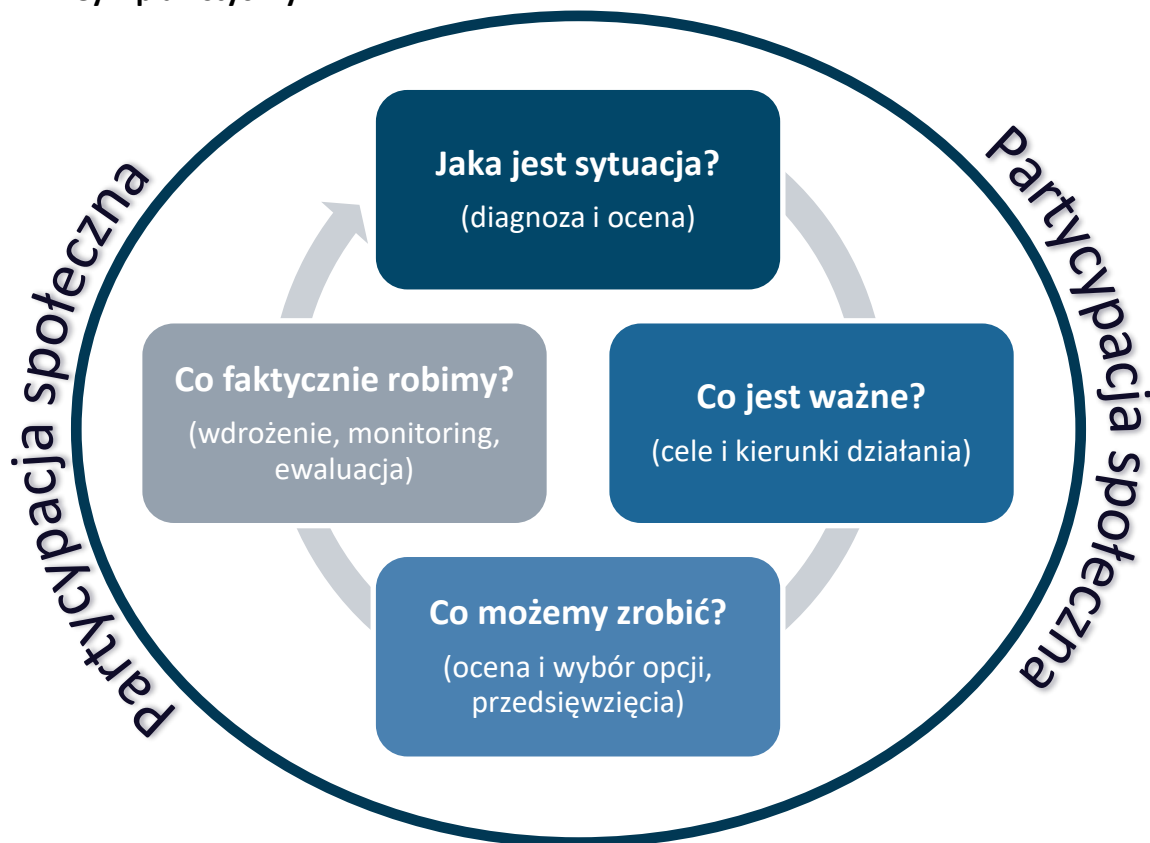 Jaka jest sytuacja?
(diagnoza i ocena)
Partycypacja społeczna
Partycypacja społeczna
Co faktycznie robimy?
(wdrożenie, monitoring,
ewaluacja)
Co jest ważne?
(cele i kierunki działania)
Co możemy zrobić?
(ocena i wybór opcji,
przedsięwzięcia)